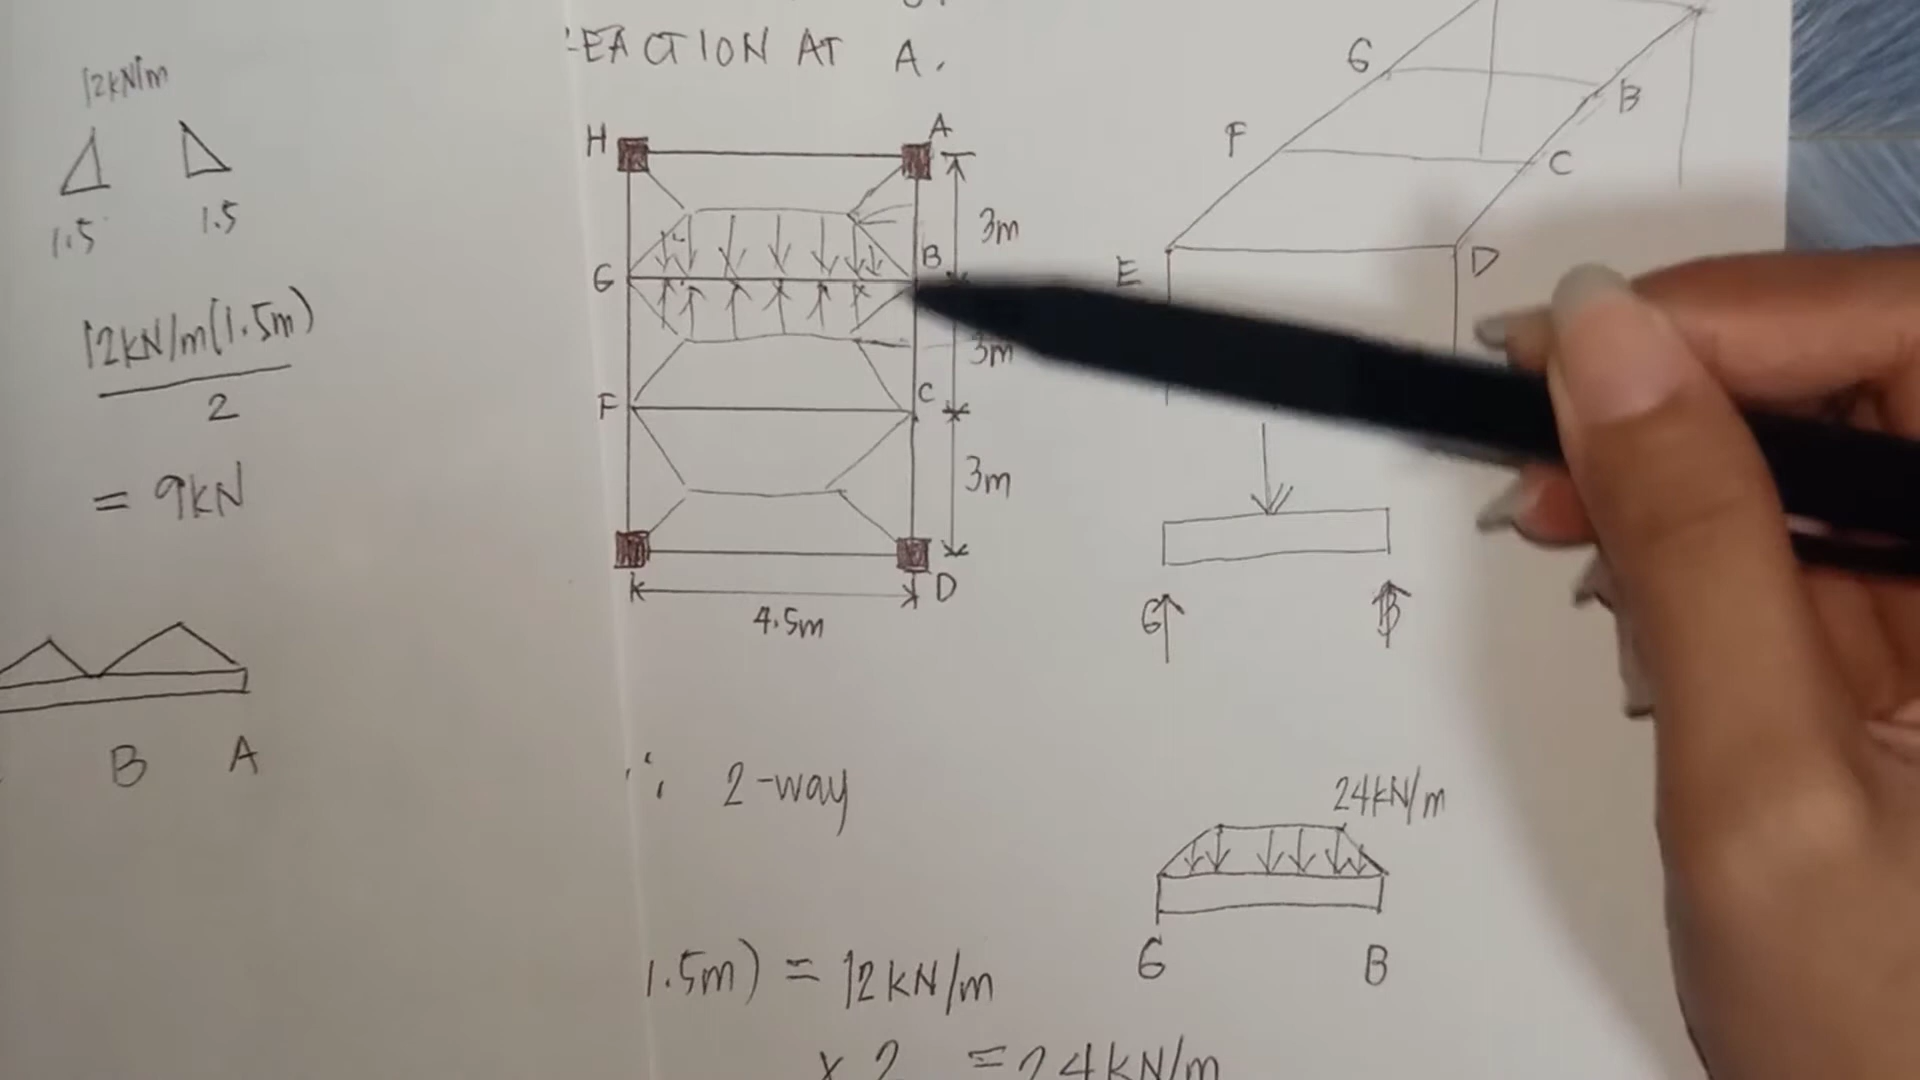 12kN/m
1.5
1.5
12kN/m(1.5m)
2
= 9kN
B A
REACTION AT A.
H
A
3m
G
B
3m
F
C
3m
D
4.5m
∴ 2-way
1.5m) = 12kN/m
x 2 = 24kN/m
G
B
F
C
E
D
G
B
24kN/m
G
B